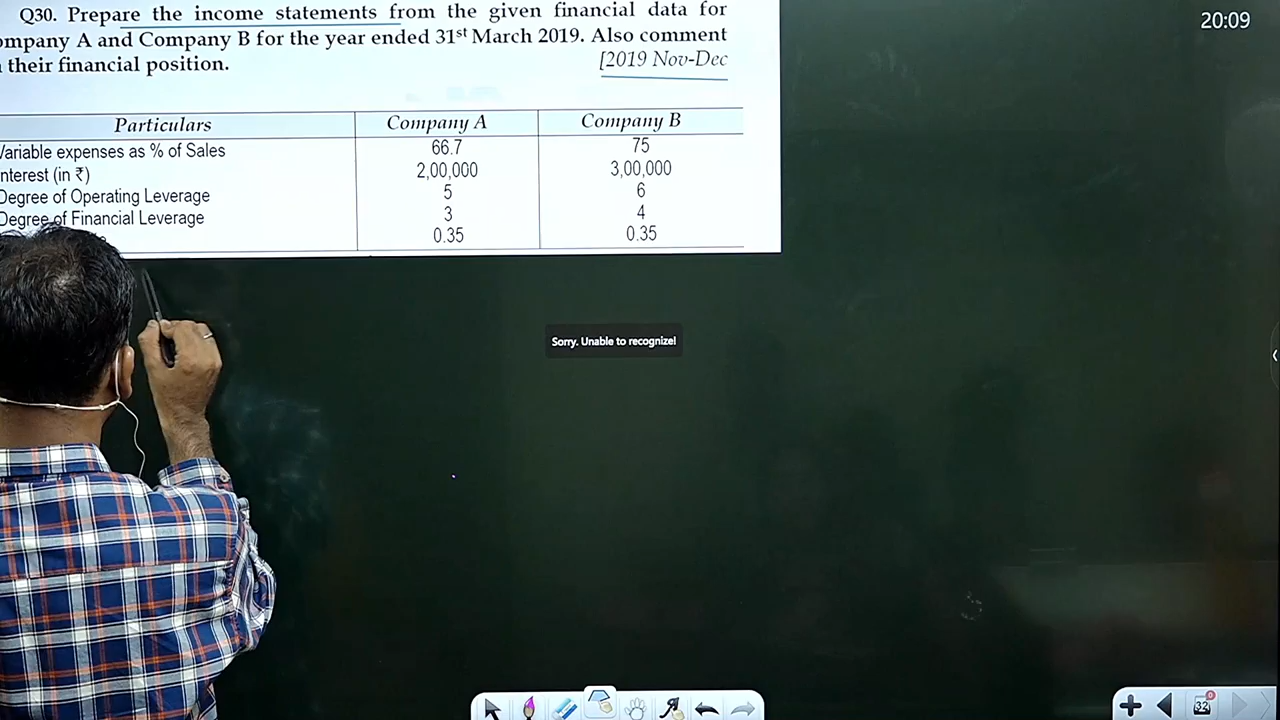 Q30. Prepare the income statements from the given financial data for
ompany A and Company B for the year ended 31st March 2019. Also comment
their financial position. [2019 Nov-Dec
20:09
Particulars Company A Company B
Variable expenses as % of Sales 66.7 75
nterest (in ₹) 2,00,000 3,00,000
Degree of Operating Leverage 5 6
Degree of Financial Leverage 3 4
0.35 0.35
Sorry. Unable to recognize!
32
0